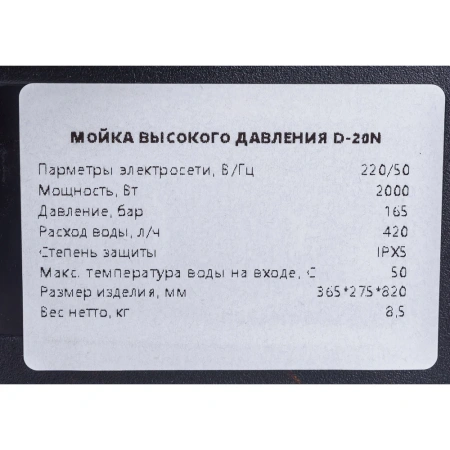 МОЙКА ВЫСОКОГО ДАВЛЕНИЯ D-20N
Парметры электросети, В/Гц 220/50
Мощность, Вт 2000
Давление, бар 165
Расход воды, л/ч 420
Степень защиты IPX5
Макс. температура воды на входе, С 50
Размер изделия, мм 365*275*820
Вес нетто, кг 8,5